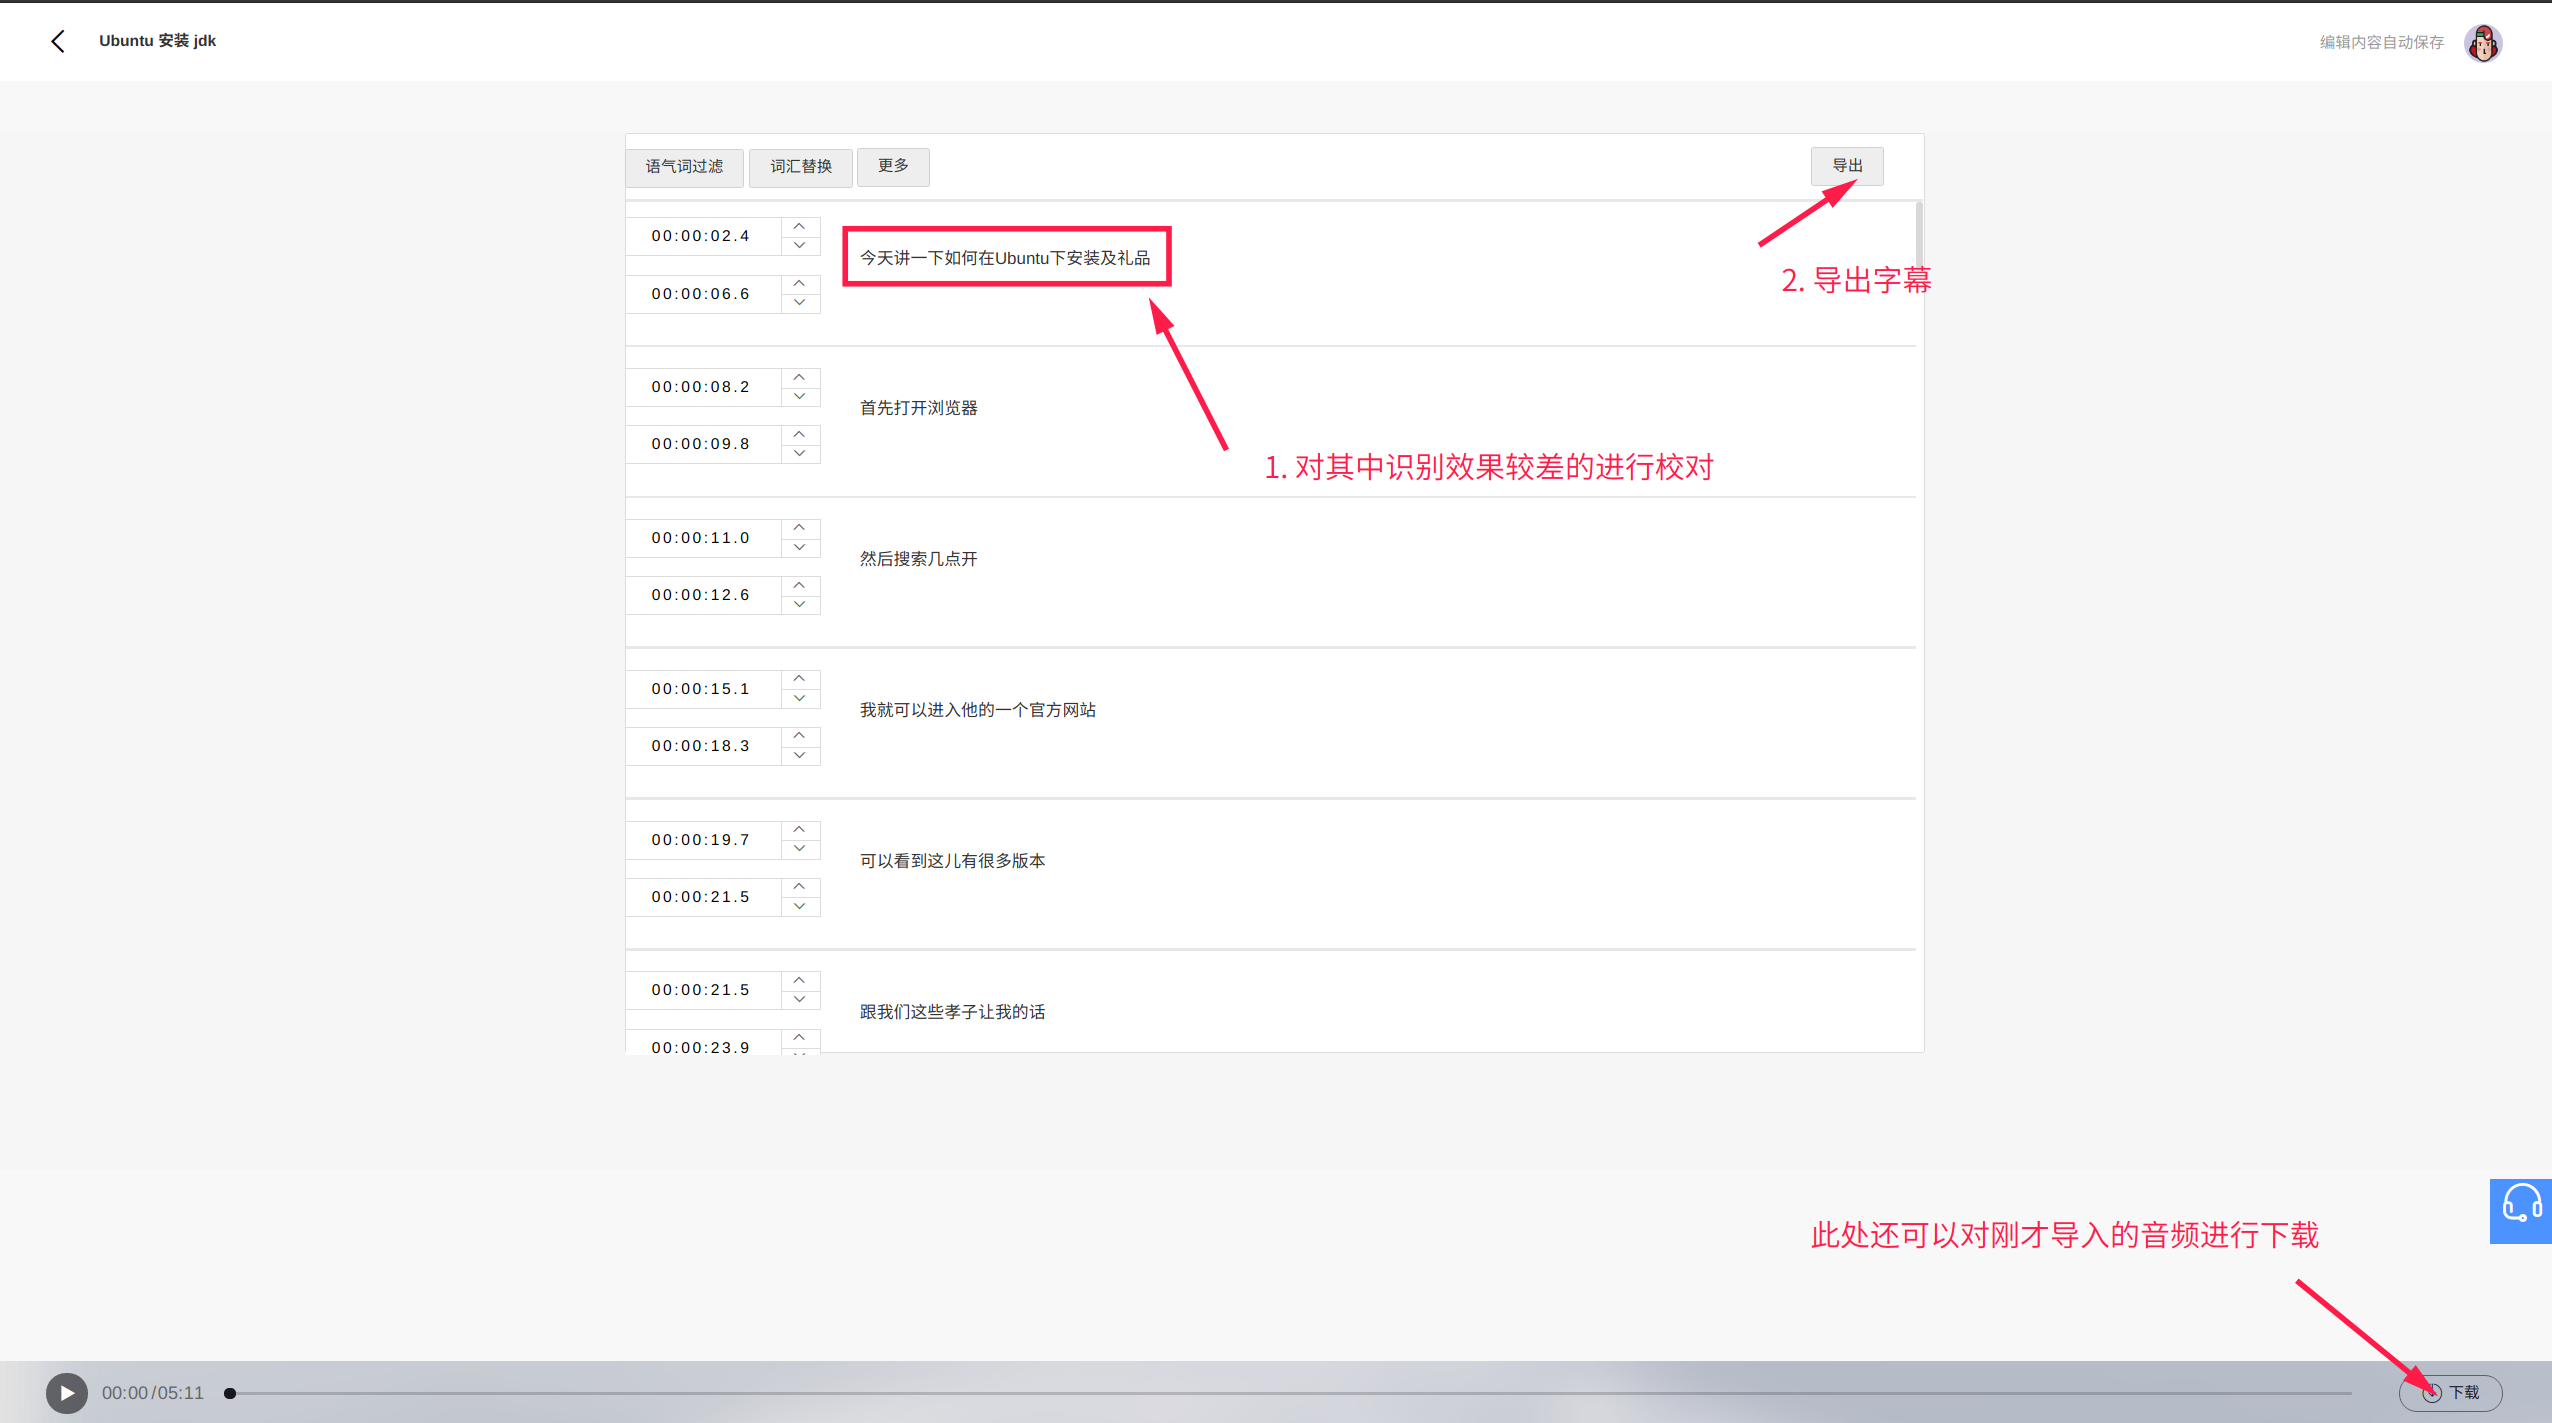 Ubuntu 安装 jdk
编辑内容自动保存
语气词过滤
词汇替换
更多
导出
00:00:02.4
今天讲一下如何在Ubuntu下安装及礼品
2. 导出字幕
00:00:06.6
00:00:08.2
首先打开浏览器
00:00:09.8
1. 对其中识别效果较差的进行校对
00:00:11.0
然后搜索几点开
00:00:12.6
00:00:15.1
我就可以进入他的一个官方网站
00:00:18.3
00:00:19.7
可以看到这儿有很多版本
00:00:21.5
00:00:21.5
跟我们这些孝子让我的话
00:00:23.9
此处还可以对刚才导入的音频进行下载
00:00/05:11
下载